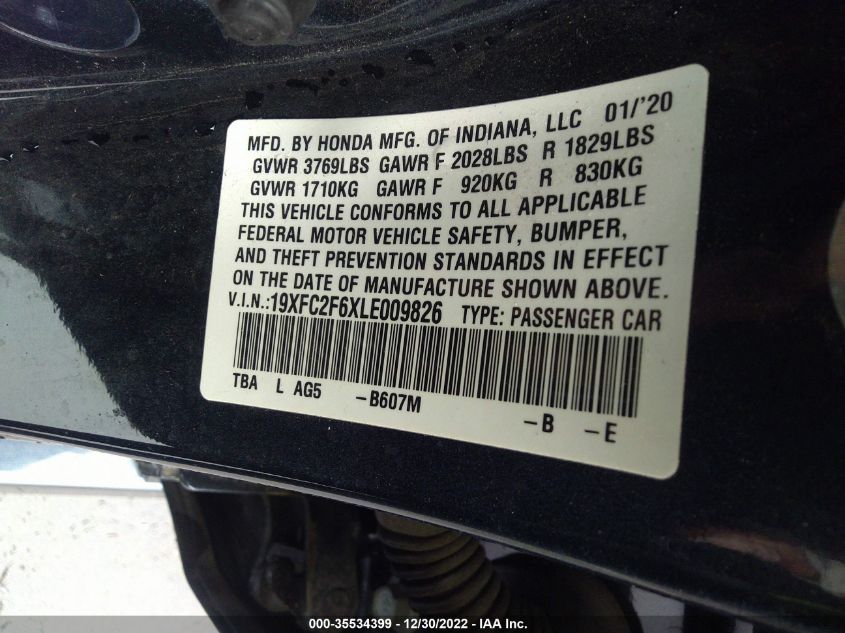 MFD. BY HONDA MFG. OF INDIANA, LLC 01/'20
GVWR 3769LBS GAWR F 2028LBS R 1829LBS
GVWR 1710KG GAWR F 920KG R 830KG
THIS VEHICLE CONFORMS TO ALL APPLICABLE
FEDERAL MOTOR VEHICLE SAFETY, BUMPER,
AND THEFT PREVENTION STANDARDS IN EFFECT
ON THE DATE OF MANUFACTURE SHOWN ABOVE.
V.I.N.:19XFC2F6XLE009826 TYPE: PASSENGER CAR
TBA L AG5 -B607M -B -E
000-35534399 - 12/30/2022 - IAA Inc.